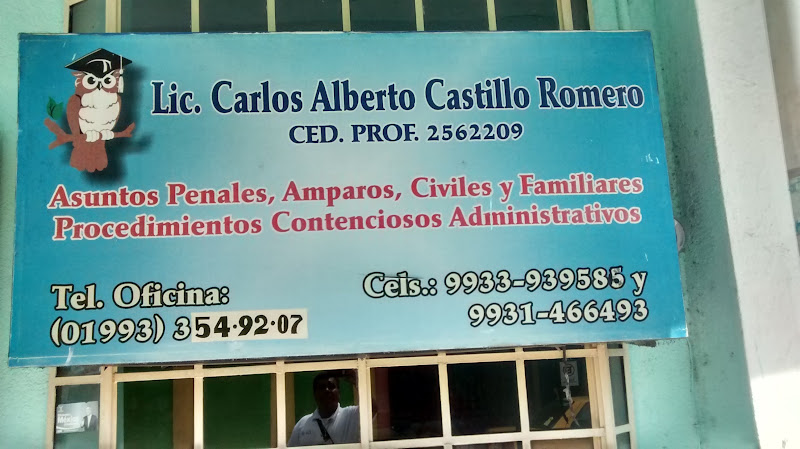 Lic. Carlos Alberto Castillo Romero
CED. PROF. 2562209
Asuntos Penales, Amparos, Civiles y Familiares
Procedimientos Contenciosos Administrativos
Tel. Oficina:
(01993) 354-92-07
Cels.: 9933-939585 y
9931-466493